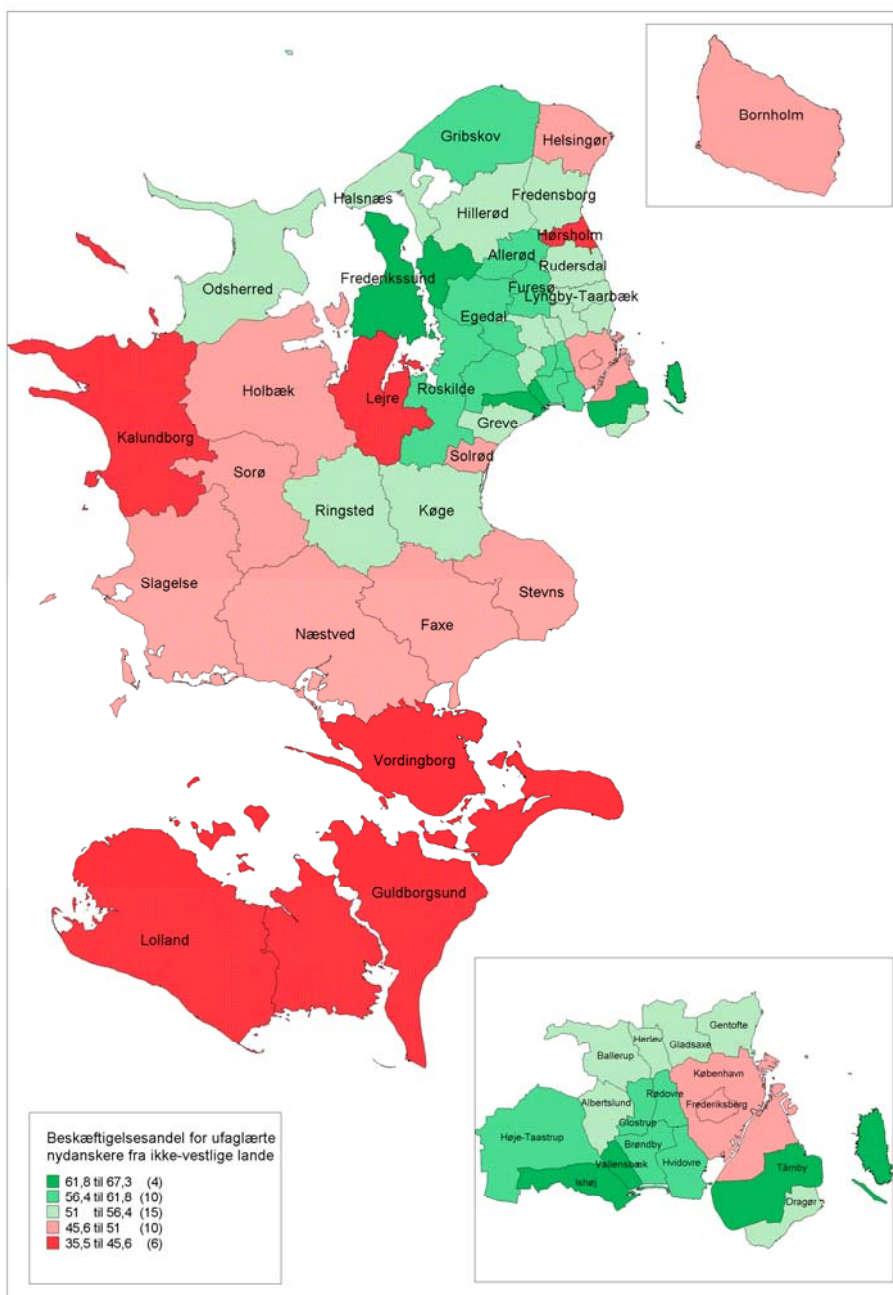 Bornholm
Gribskov
Helsingør
Halsnæs
Fredensborg
Hillerød
Hørsholm
Allerød
Rudersdal
Frederikssund
Furesø
Odsherred
Lyngby-Taarbæk
Egedal
Holbæk
Lejre
Roskilde
Kalundborg
Greve
Solrød
Sorø
Ringsted
Køge
Slagelse
Stevns
Næstved
Faxe
Vordingborg
Guldborgsund
Lolland
Gentofte
Herlev
Gladsaxe
Ballerup
København
Albertslund
Rødovre
Frederiksberg
Glostrup
Høje-Taastrup
Brøndby
Vallensbæk
Hvidovre
Ishøj
Tårnby
Dragør
Beskæftigelsesandel for ufaglærte
nydanskere fra ikke-vestlige lande
61,8 til 67,3 (4)
56,4 til 61,8 (10)
51 til 56,4 (15)
45,6 til 51 (10)
35,5 til 45,6 (6)